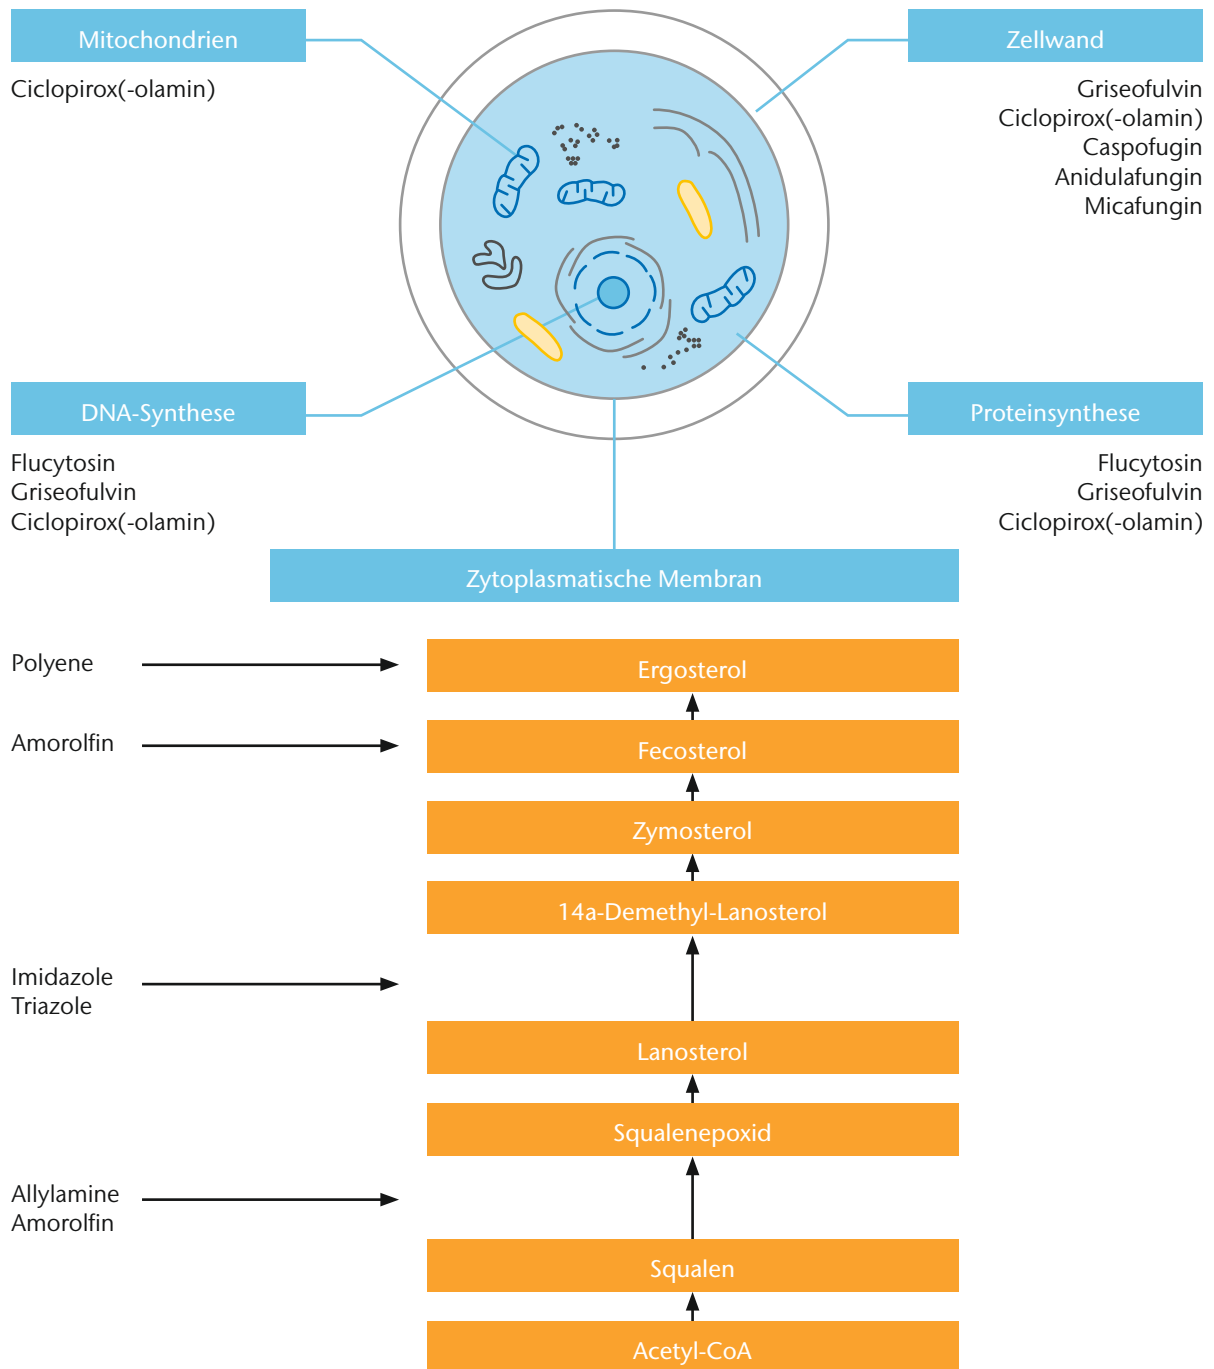 Mitochondrien
Ciclopirox(-olamin)
Zellwand
Griseofulvin
Ciclopirox(-olamin)
Caspofugin
Anidulafungin
Micafungin
DNA-Synthese
Flucytosin
Griseofulvin
Ciclopirox(-olamin)
Proteinsynthese
Flucytosin
Griseofulvin
Ciclopirox(-olamin)
Zytoplasmatische Membran
Polyene
Ergosterol
Amorolfin
Fecosterol
Zymosterol
14a-Demethyl-Lanosterol
Imidazole
Triazole
Lanosterol
Squalenepoxid
Allylamine
Amorolfin
Squalen
Acetyl-CoA